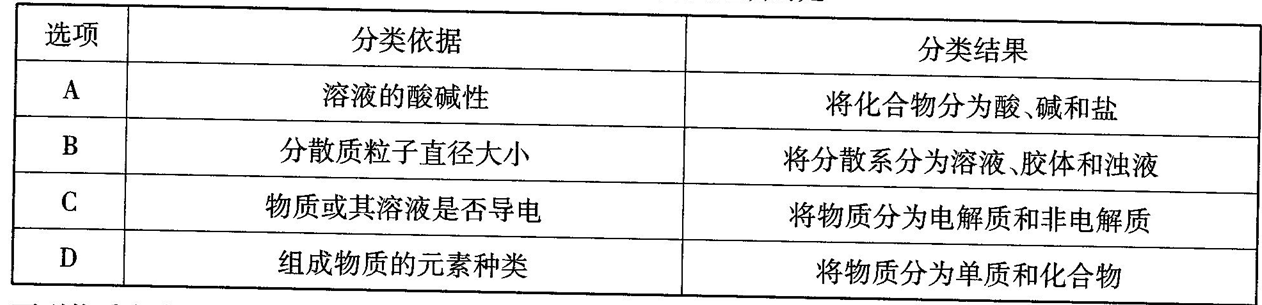 选项 分类依据 分类结果
A 溶液的酸碱性 将化合物分为酸、碱和盐
B 分散质粒子直径大小 将分散系分为溶液、胶体和浊液
C 物质或其溶液是否导电 将物质分为电解质和非电解质
D 组成物质的元素种类 将物质分为单质和化合物